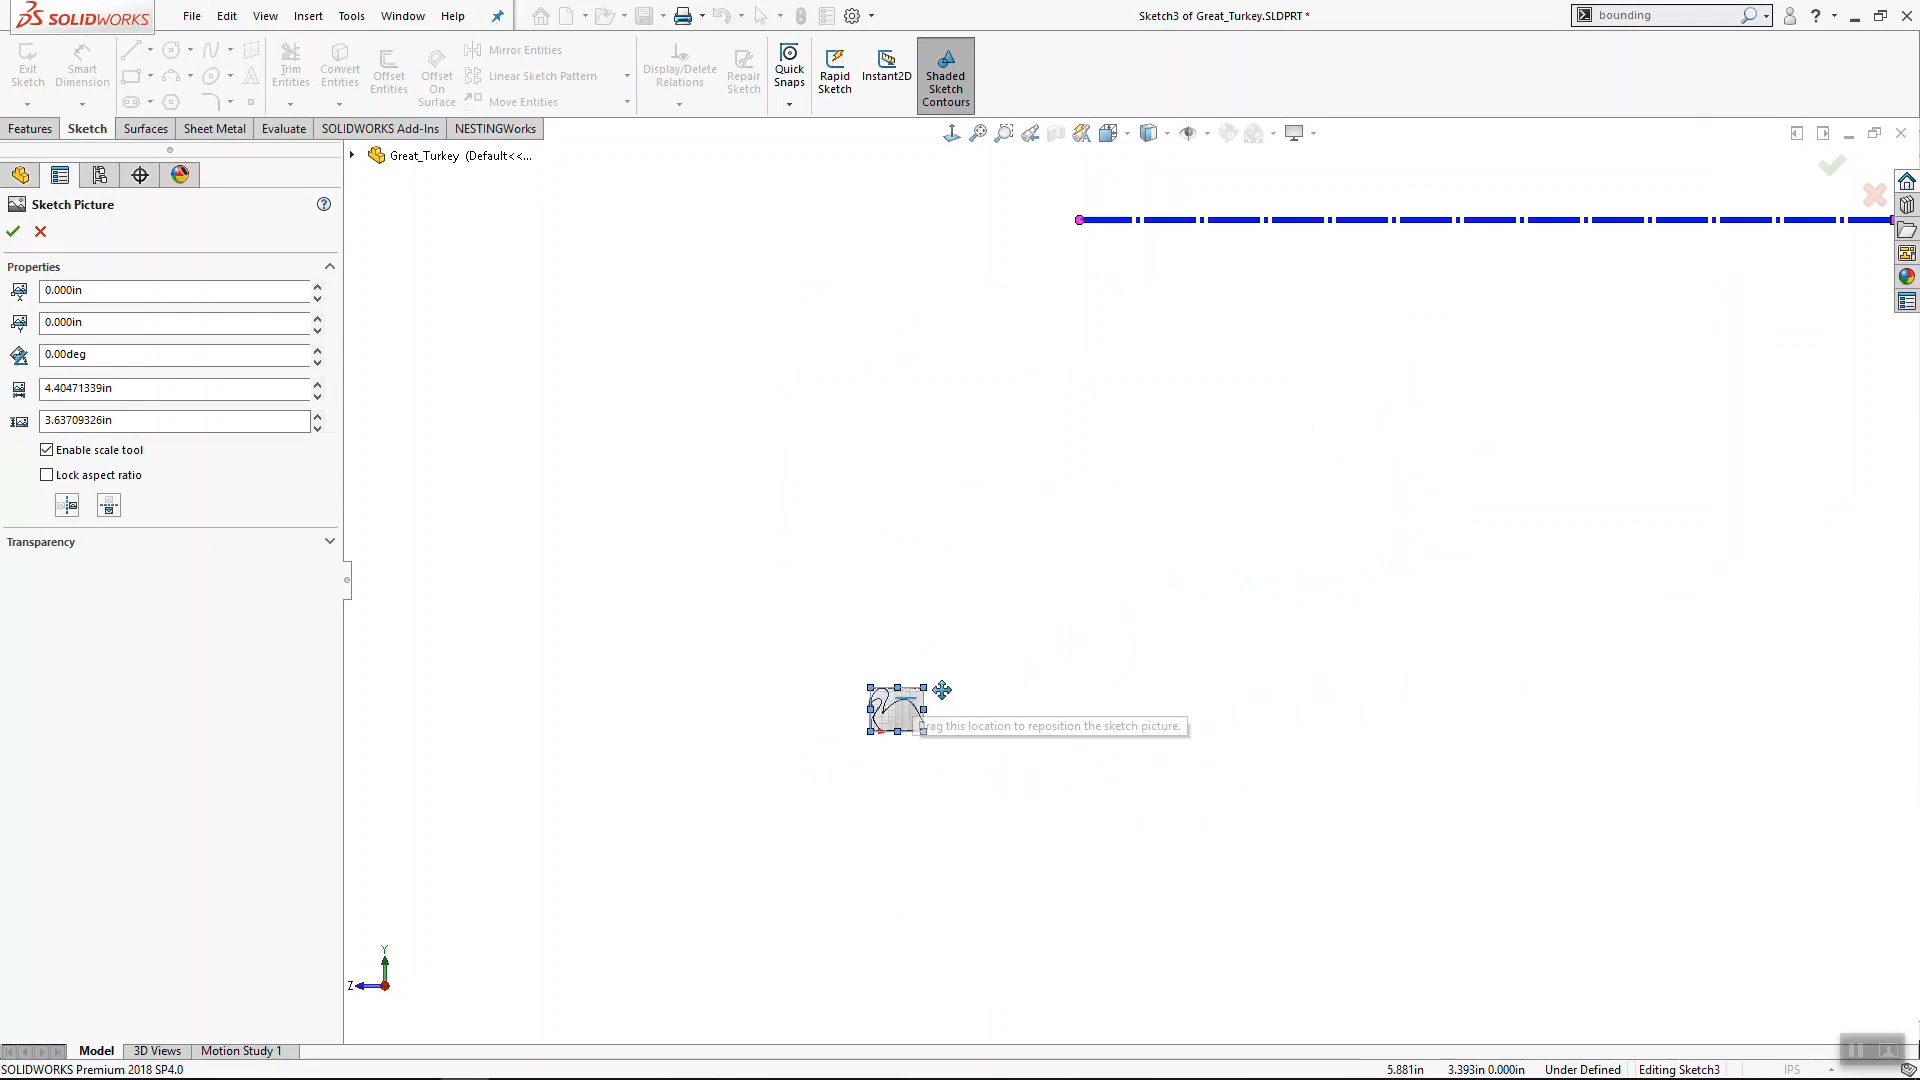 SOLIDWORKS
File Edit View Insert Tools Window Help
Sketch3 of Great_Turkey.SLDPRT *
bounding
Exit Sketch
Smart Dimension
Trim Entities
Convert Entities
Offset Entities
Offset On Surface
Mirror Entities
Linear Sketch Pattern
Move Entities
Display/Delete Relations
Repair Sketch
Quick Snaps
Rapid Sketch
Instant2D
Shaded Sketch Contours
Features Sketch Surfaces Sheet Metal Evaluate SOLIDWORKS Add-Ins NESTINGWorks
Great_Turkey (Default<<...
Sketch Picture
Properties
0.000in
0.000in
0.00deg
4.40471339in
3.63709326in
Enable scale tool
Lock aspect ratio
Transparency
Drag this location to reposition the sketch picture.
Y
Z
Model 3D Views Motion Study 1
SOLIDWORKS Premium 2018 SP4.0
5.881in 3.393in 0.000in Under Defined Editing Sketch3 IPS